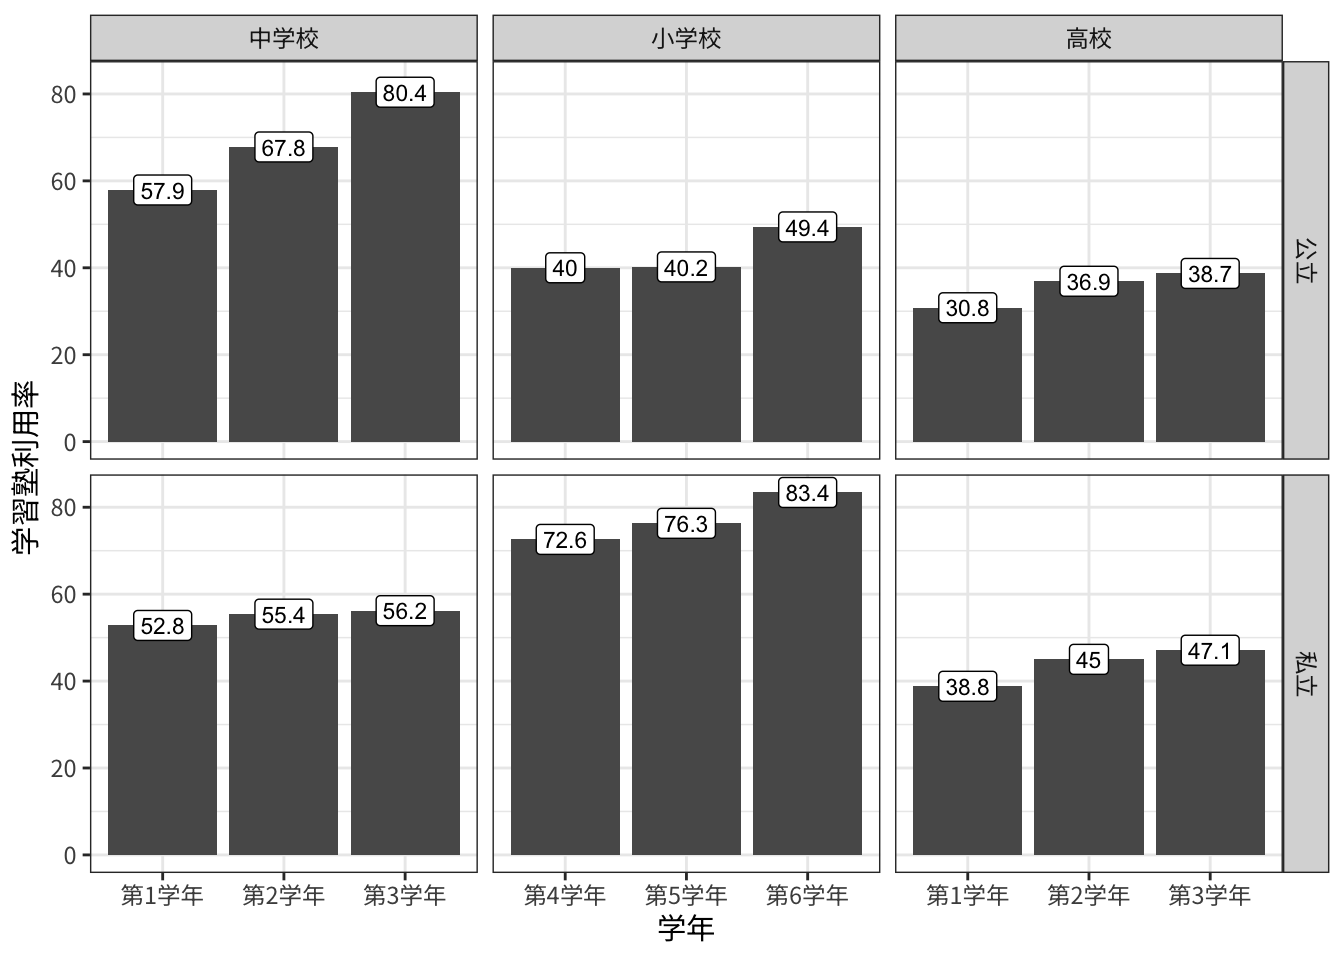 中学校
小学校
高校
学習塾利用率
80
60
40
20
0
57.9
67.8
80.4
40
40.2
49.4
30.8
36.9
38.7
公立
80
60
40
20
0
52.8
55.4
56.2
72.6
76.3
83.4
38.8
45
47.1
私立
第1学年
第2学年
第3学年
第4学年
第5学年
第6学年
第1学年
第2学年
第3学年
学年